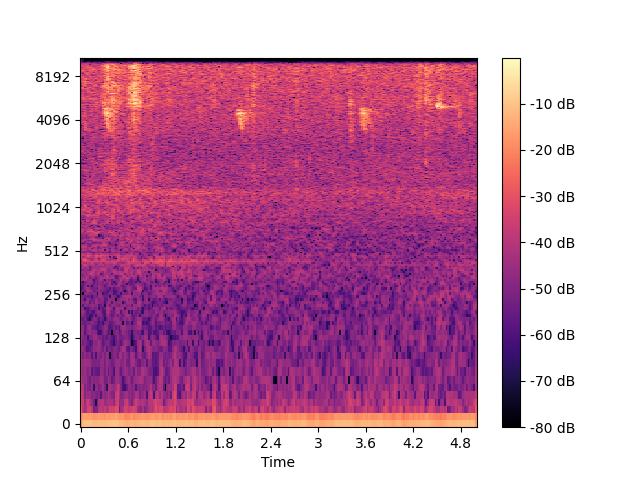 8192
4096
2048
1024
512
256
128
64
0
Hz
0 0.6 1.2 1.8 2.4 3 3.6 4.2 4.8
Time
-10 dB
-20 dB
-30 dB
-40 dB
-50 dB
-60 dB
-70 dB
-80 dB